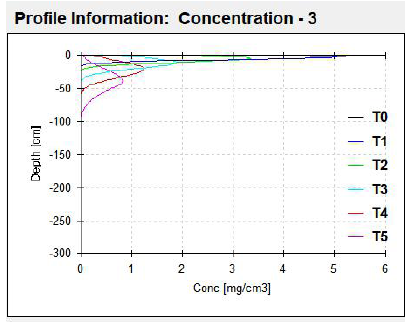 Profile Information: Concentration - 3
0
-50
-100
-150
-200
-250
-300
Depth [cm]
T0
T1
T2
T3
T4
T5
0 1 2 3 4 5 6
Conc [mg/cm3]